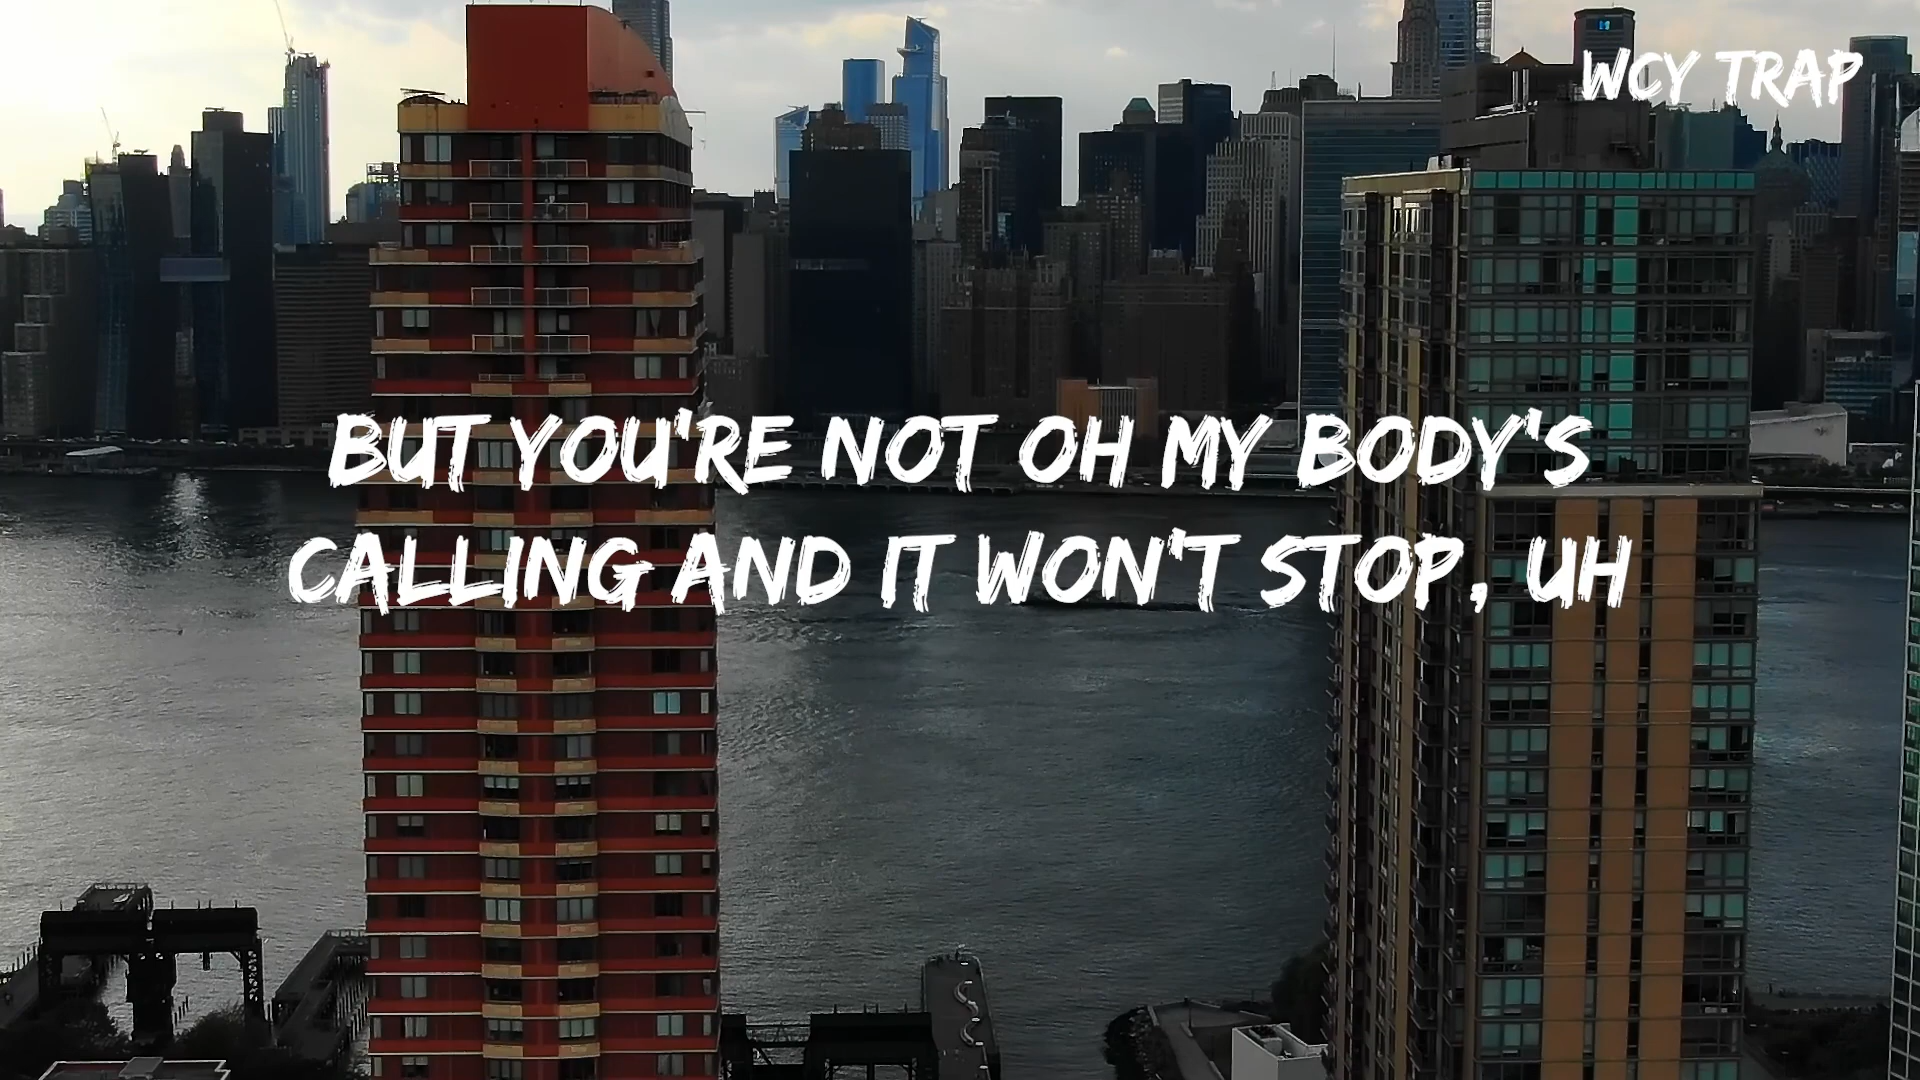 WCY TRAP
BUT YOU'RE NOT OH MY BODY'S
CALLING AND IT WON'T STOP, UH